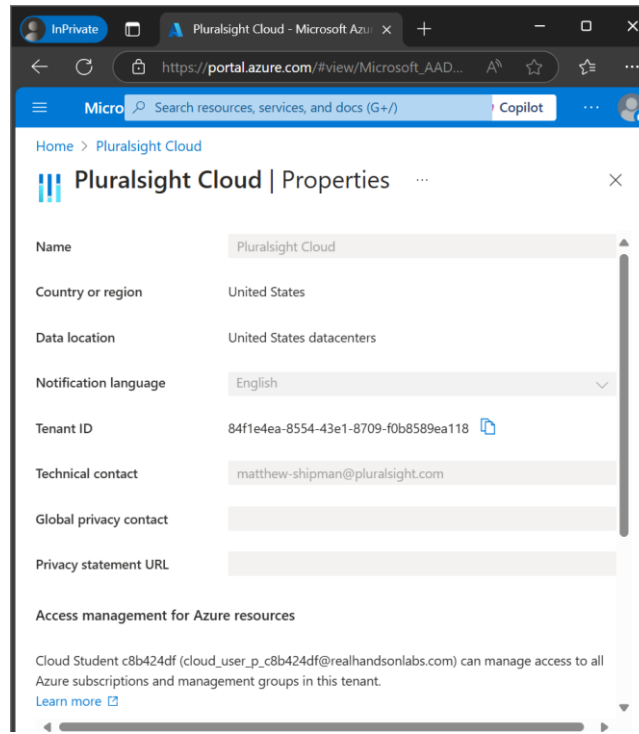 InPrivate
Pluralsight Cloud - Microsoft Azu
https://portal.azure.com/#view/Microsoft_AAD...
Micro
Search resources, services, and docs (G+/)
Copilot
Home > Pluralsight Cloud
Pluralsight Cloud | Properties ...
Name
Pluralsight Cloud
Country or region
United States
Data location
United States datacenters
Notification language
English
Tenant ID
84f1e4ea-8554-43e1-8709-f0b8589ea118
Technical contact
matthew-shipman@pluralsight.com
Global privacy contact
Privacy statement URL
Access management for Azure resources
Cloud Student c8b424df (cloud_user_p_c8b424df@realhandsonlabs.com) can manage access to all
Azure subscriptions and management groups in this tenant.
Learn more